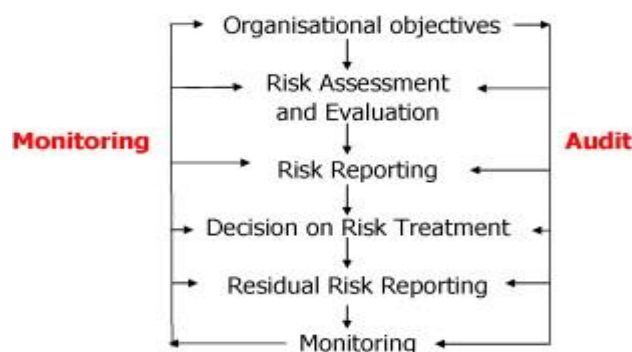 Organisational objectives
Risk Assessment
and Evaluation
Monitoring
Audit
Risk Reporting
Decision on Risk Treatment
Residual Risk Reporting
Monitoring